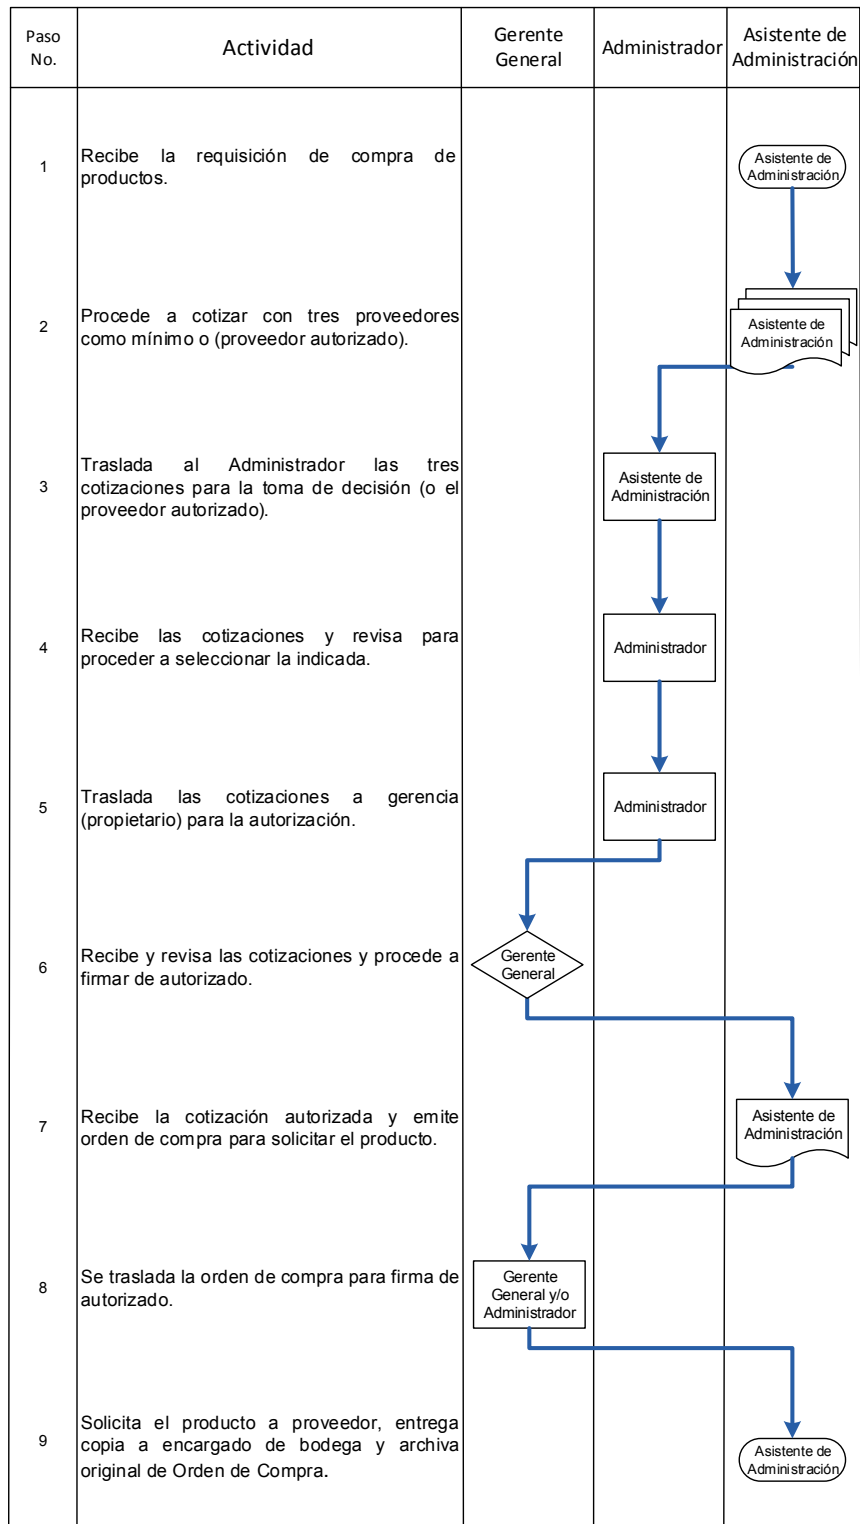 Paso
No.
Actividad
Gerente
General
Administrador
Asistente de
Administración
1
Recibe la requisición de compra de
productos.
Asistente de
Administración
2
Procede a cotizar con tres proveedores
como mínimo o (proveedor autorizado).
Asistente de
Administración
3
Traslada al Administrador las tres
cotizaciones para la toma de decisión (o el
proveedor autorizado).
Asistente de
Administración
4
Recibe las cotizaciones y revisa para
proceder a seleccionar la indicada.
Administrador
5
Traslada las cotizaciones a gerencia
(propietario) para la autorización.
Administrador
6
Recibe y revisa las cotizaciones y procede a
firmar de autorizado.
Gerente
General
7
Recibe la cotización autorizada y emite
orden de compra para solicitar el producto.
Asistente de
Administración
8
Se traslada la orden de compra para firma de
autorizado.
Gerente
General y/o
Administrador
9
Solicita el producto a proveedor, entrega
copia a encargado de bodega y archiva
original de Orden de Compra.
Asistente de
Administración